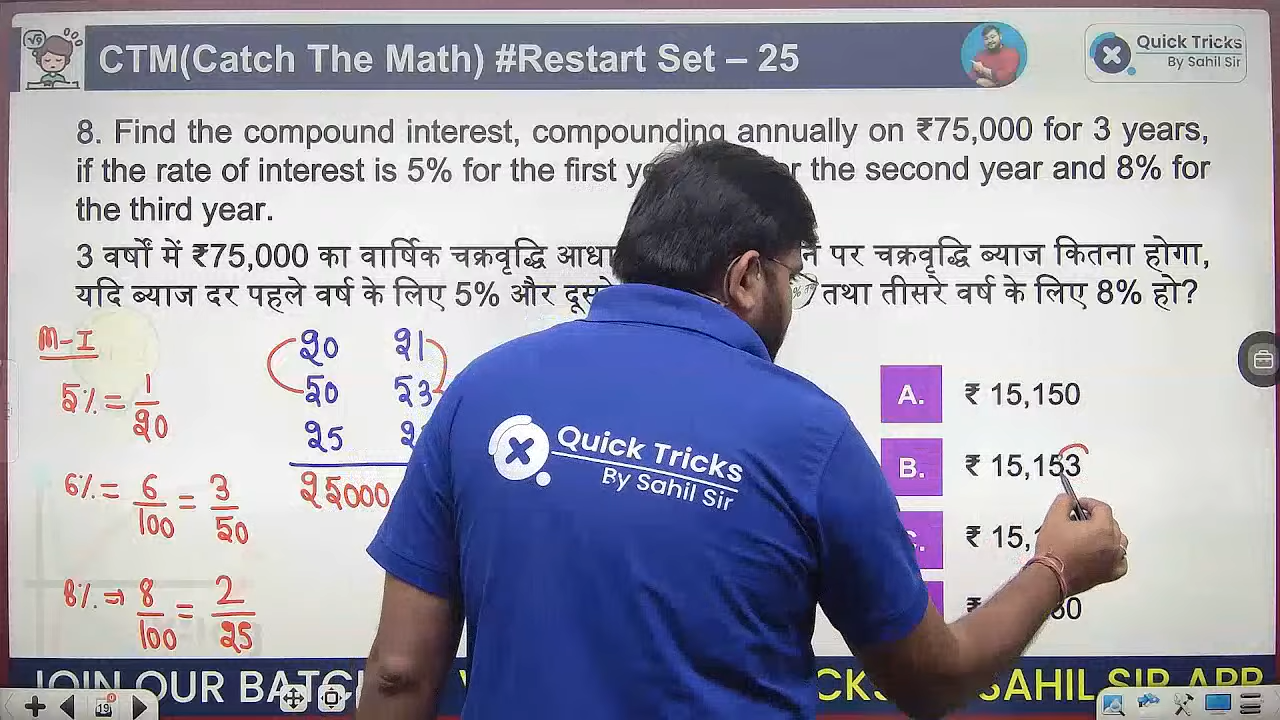 CTM(Catch The Math) #Restart Set – 25
Quick Tricks
By Sahil Sir
8. Find the compound interest, compounding annually on ₹75,000 for 3 years,
if the rate of interest is 5% for the first the second year and 8% for
the third year.
3 वर्षों में ₹75,000 का वार्षिक चक्रवृद्धि पर चक्रवृद्धि ब्याज कितना होगा,
यदि ब्याज दर पहले वर्ष के लिए 5% और तथा तीसरे वर्ष के लिए 8% हो?
M-I
5% = 1/20
6% = 6/100 = 3/50
8% → 8/100 = 2/25
20 21
50 53
25 2
25000
A. ₹ 15,150
B. ₹ 15,153
Quick Tricks
By Sahil Sir
JOIN OUR SAHIL SIR APP
19